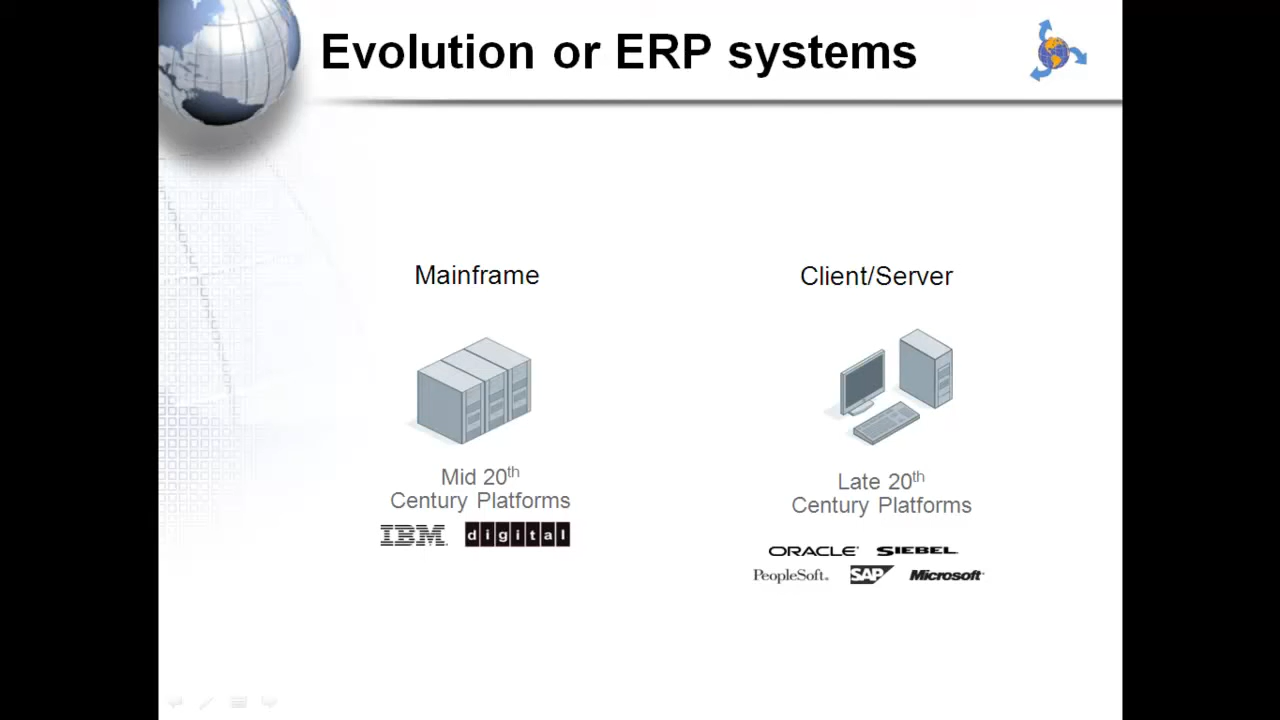 Evolution or ERP systems
Mainframe
Client/Server
Mid 20th
Century Platforms
IBM digital
Late 20th
Century Platforms
ORACLE SIEBEL
PeopleSoft. SAP Microsoft